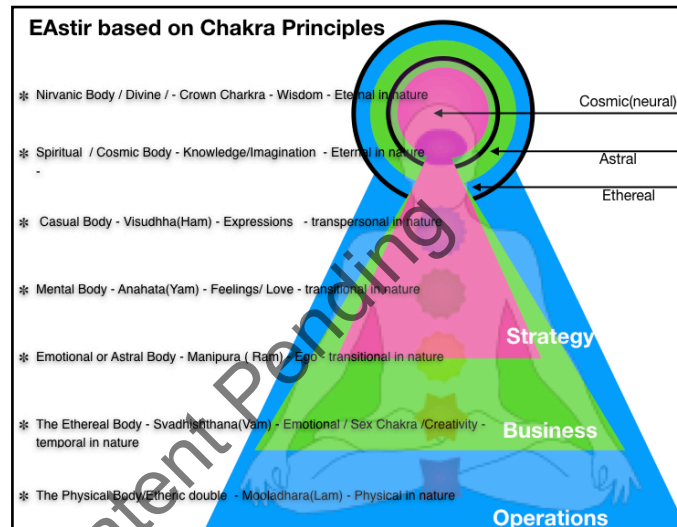 EAstir based on Chakra Principles
* Nirvanic Body / Divine / - Crown Charkra - Wisdom - Eternal in nature
Cosmic(neural)
* Spiritual / Cosmic Body - Knowledge/Imagination - Eternal in nature
-
Astral
Ethereal
* Casual Body - Visudhha(Ham) - Expressions - transpersonal in nature
* Mental Body - Anahata(Yam) - Feelings/ Love - transitional in nature
Strategy
* Emotional or Astral Body - Manipura ( Ram) - Ego - transitional in nature
* The Ethereal Body - Svadhishthana(Vam) - Emotional / Sex Chakra /Creativity -
temporal in nature
Business
* The Physical Body/Etheric double - Mooladhara(Lam) - Physical in nature
Operations
Patent Pending